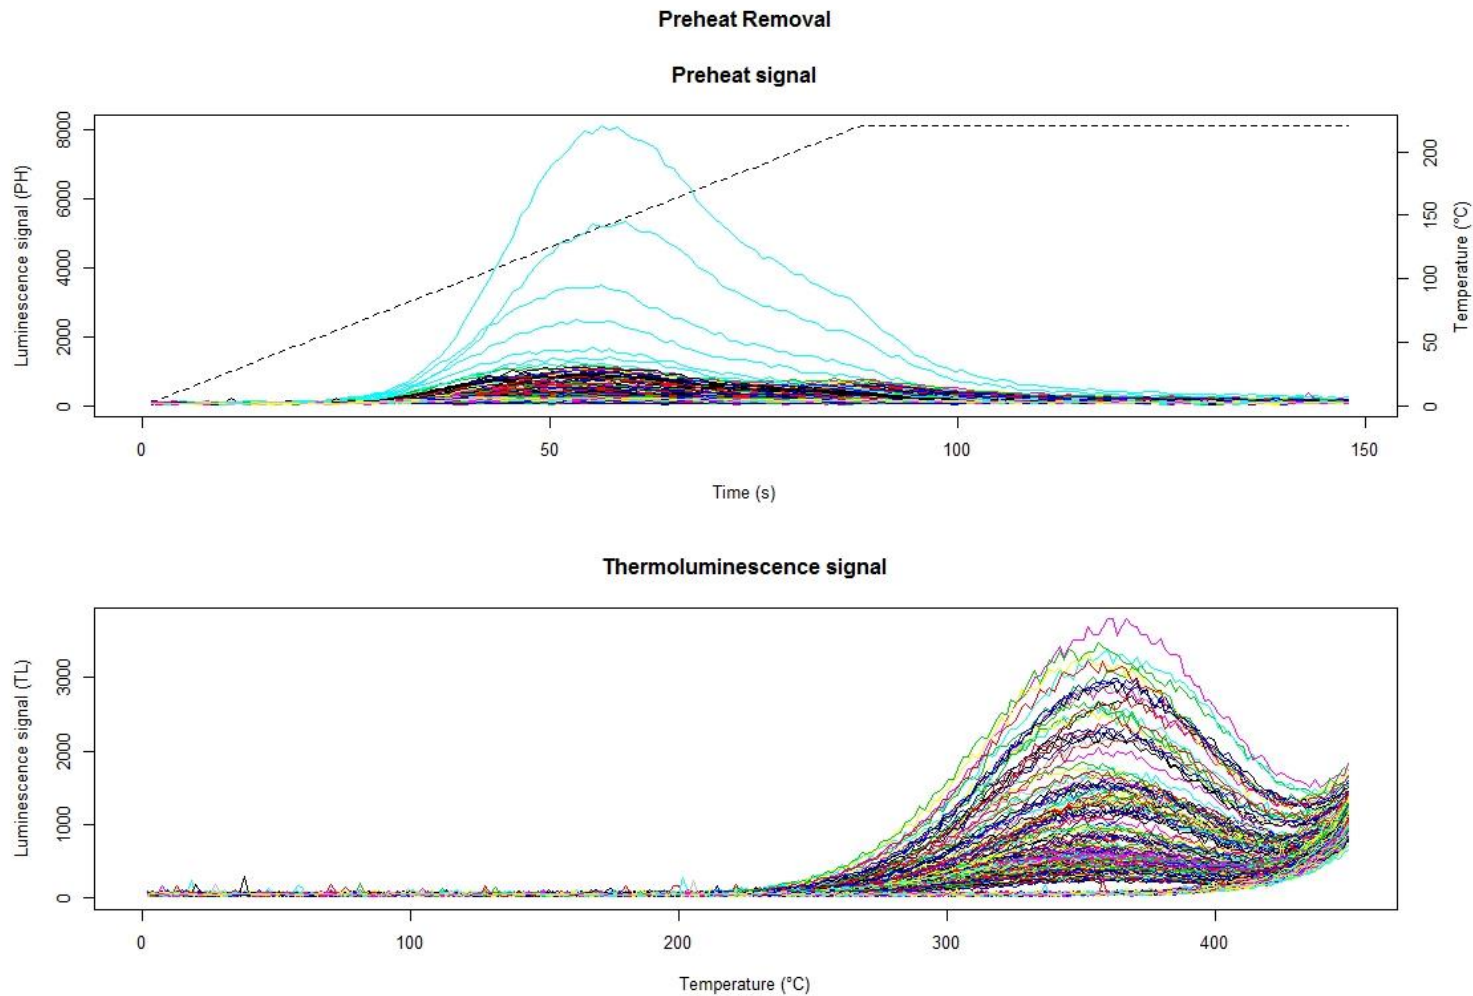 Preheat Removal
Preheat signal
Luminescence signal (PH)
8000
6000
4000
2000
0
200
150
100
50
0
Temperature (°C)
0 50 100 150
Time (s)
Thermoluminescence signal
Luminescence signal (TL)
3000
2000
1000
0
0 100 200 300 400
Temperature (°C)